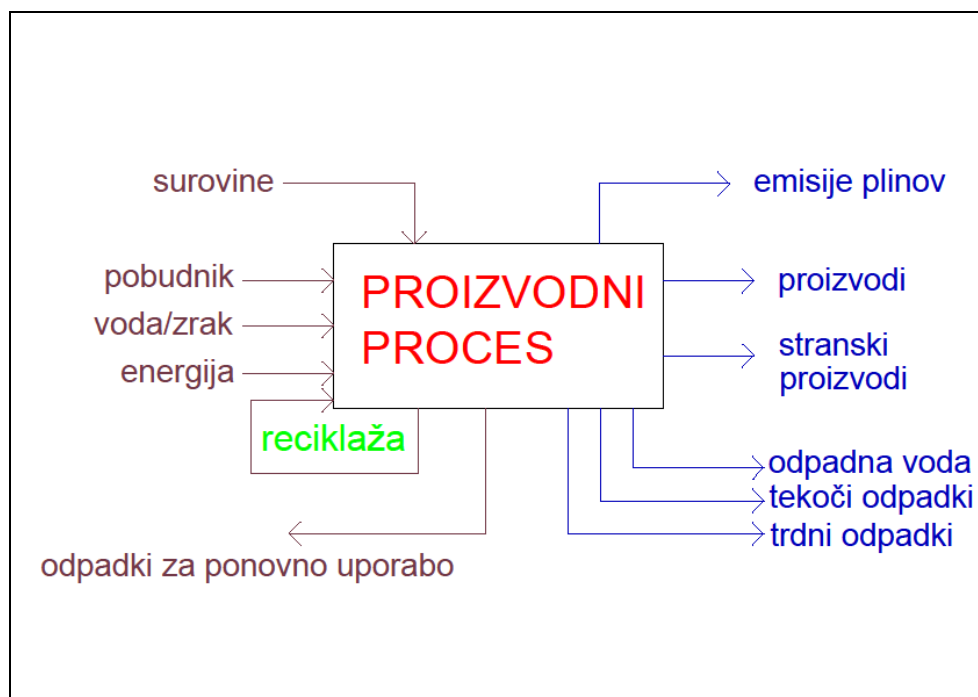 surovine
emisije plinov
pobudnik
PROIZVODNI
PROCES
proizvodi
voda/zrak
energija
stranski
proizvodi
reciklaža
odpadna voda
tekoči odpadki
trdni odpadki
odpadki za ponovno uporabo